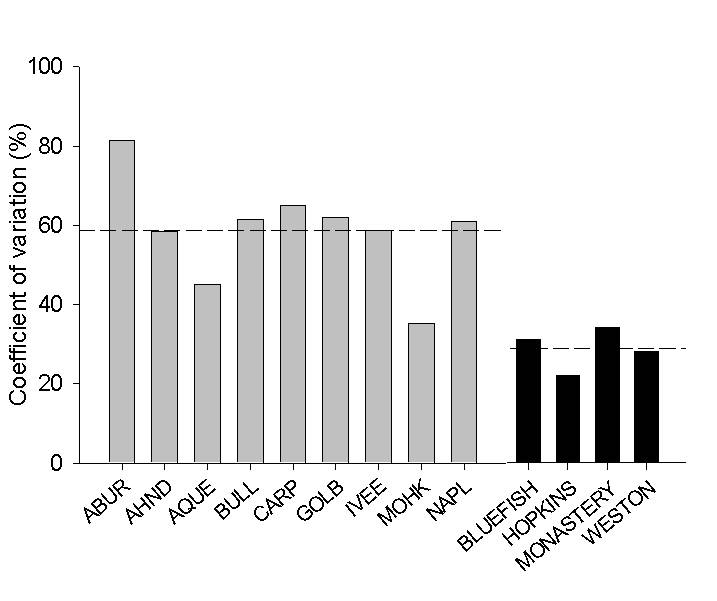 Coefficient of variation (%)
100
80
60
40
20
0
ABUR
AHND
AQUE
BULL
CARP
GOLB
IVEE
MOHK
NAPL
BLUEFISH
HOPKINS
MONASTERY
WESTON